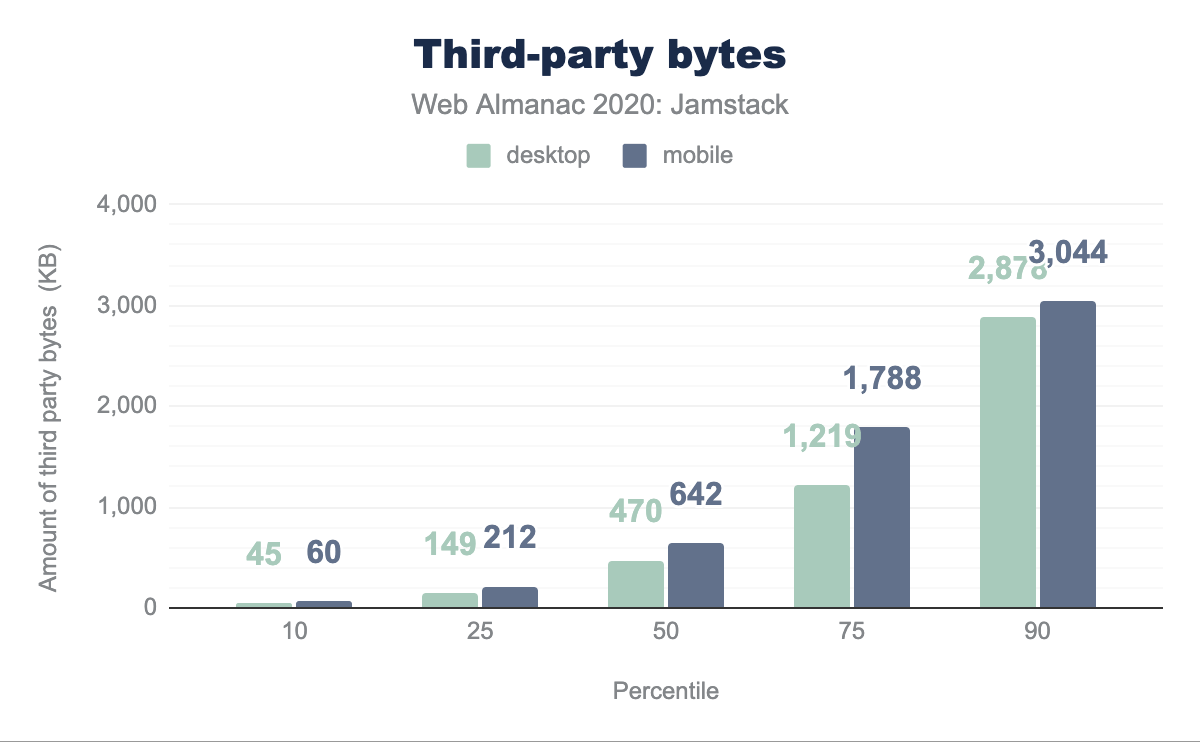 Third-party bytes
Web Almanac 2020: Jamstack
desktop mobile
Amount of third party bytes (KB)
4,000
3,000
2,000
1,000
0
45 60
149 212
470 642
1,219 1,788
2,878 3,044
10 25 50 75 90
Percentile